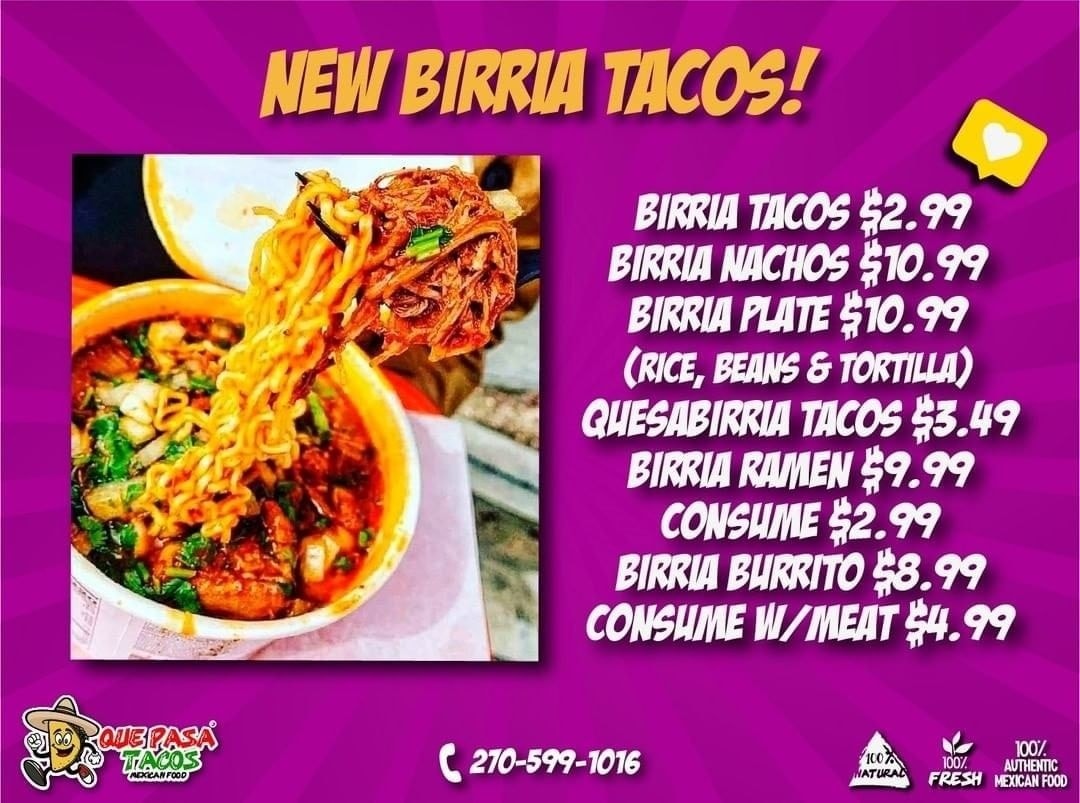 NEW BIRRIA TACOS!
BIRRIA TACOS $2.99
BIRRIA NACHOS $10.99
BIRRIA PLATE $10.99
(RICE, BEANS & TORTILLA)
QUESABIRRIA TACOS $3.49
BIRRIA RAMEN $9.99
CONSUME $2.99
BIRRIA BURRITO $8.99
CONSUME W/MEAT $4.99
QUE PASA
TACOS
MEXICAN FOOD
270-599-1016
100%
NATURAL
100%
FRESH
100%
AUTHENTIC
MEXICAN FOOD